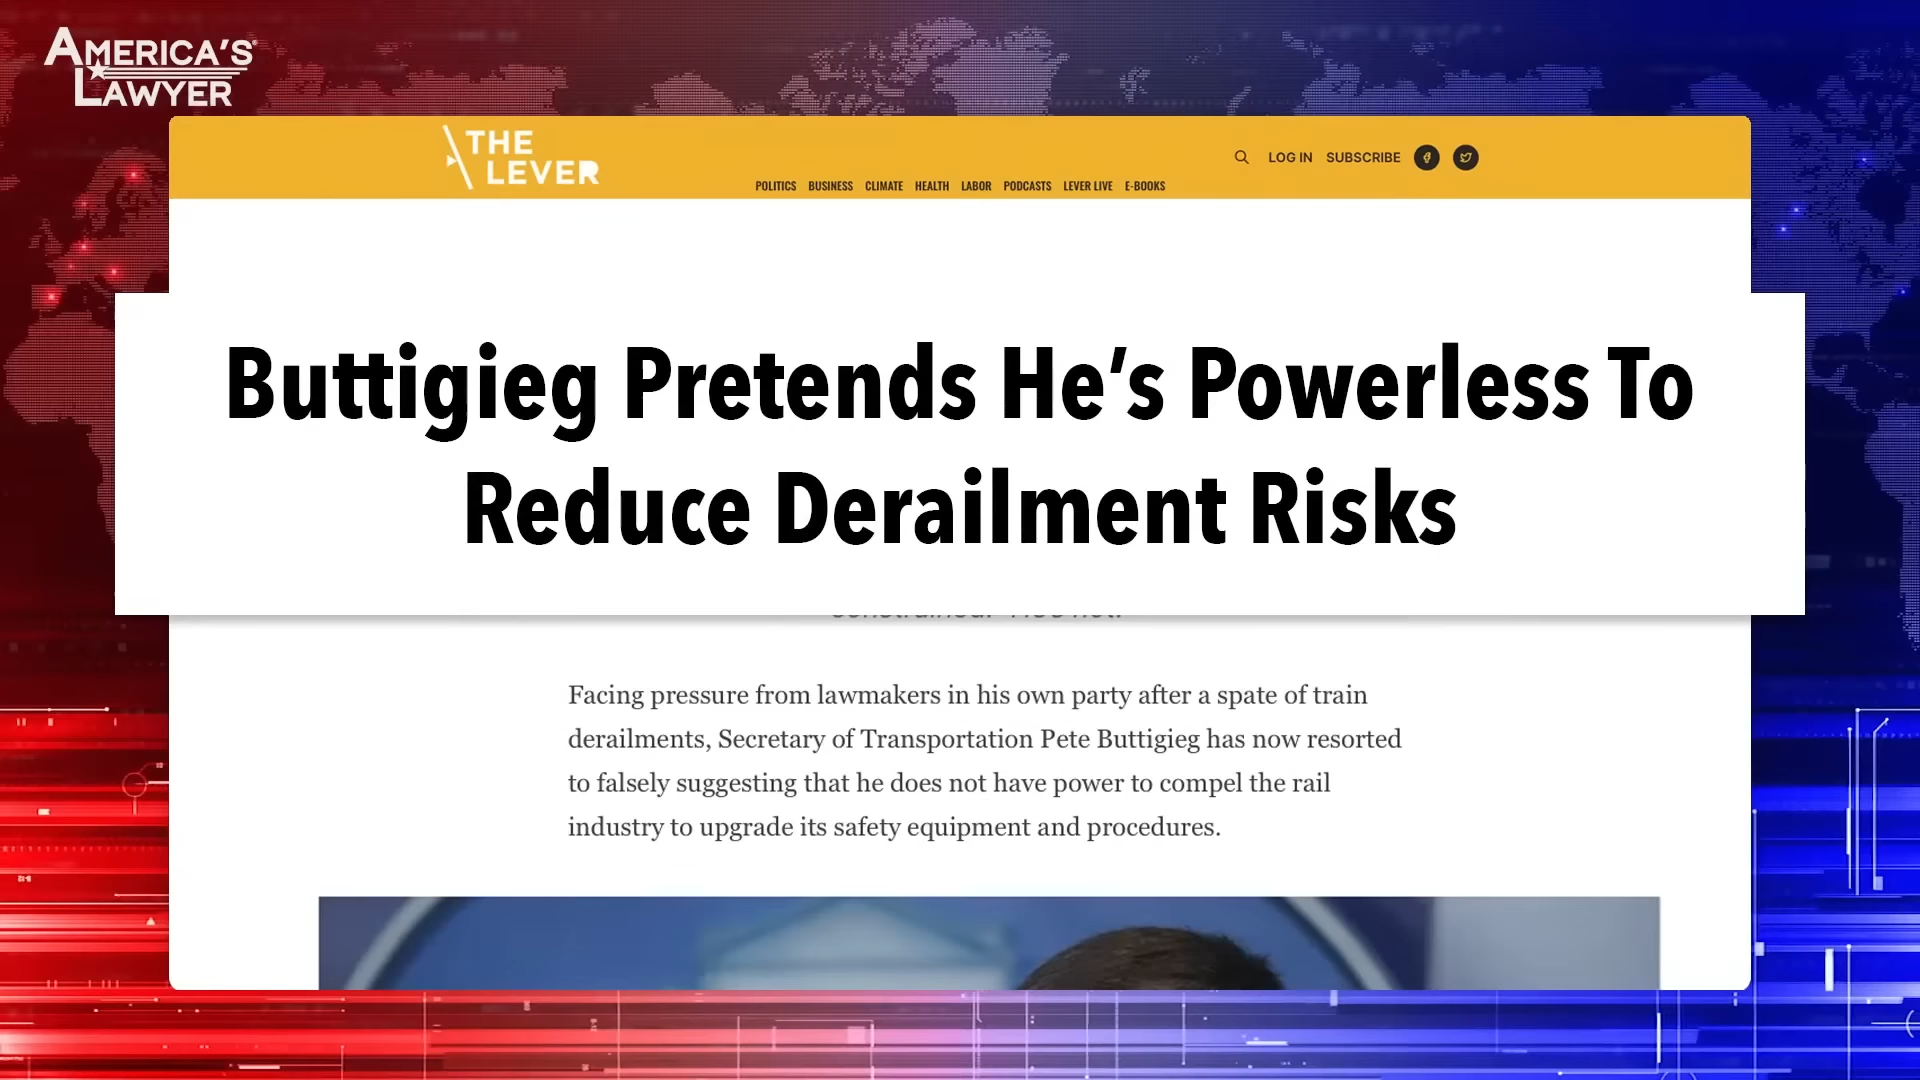 AMERICA'S
LAWYER
THE
LEVER
LOG IN SUBSCRIBE
POLITICS BUSINESS CLIMATE HEALTH LABOR PODCASTS LEVER LIVE E-BOOKS
Buttigieg Pretends He's Powerless To
Reduce Derailment Risks
Facing pressure from lawmakers in his own party after a spate of train
derailments, Secretary of Transportation Pete Buttigieg has now resorted
to falsely suggesting that he does not have power to compel the rail
industry to upgrade its safety equipment and procedures.